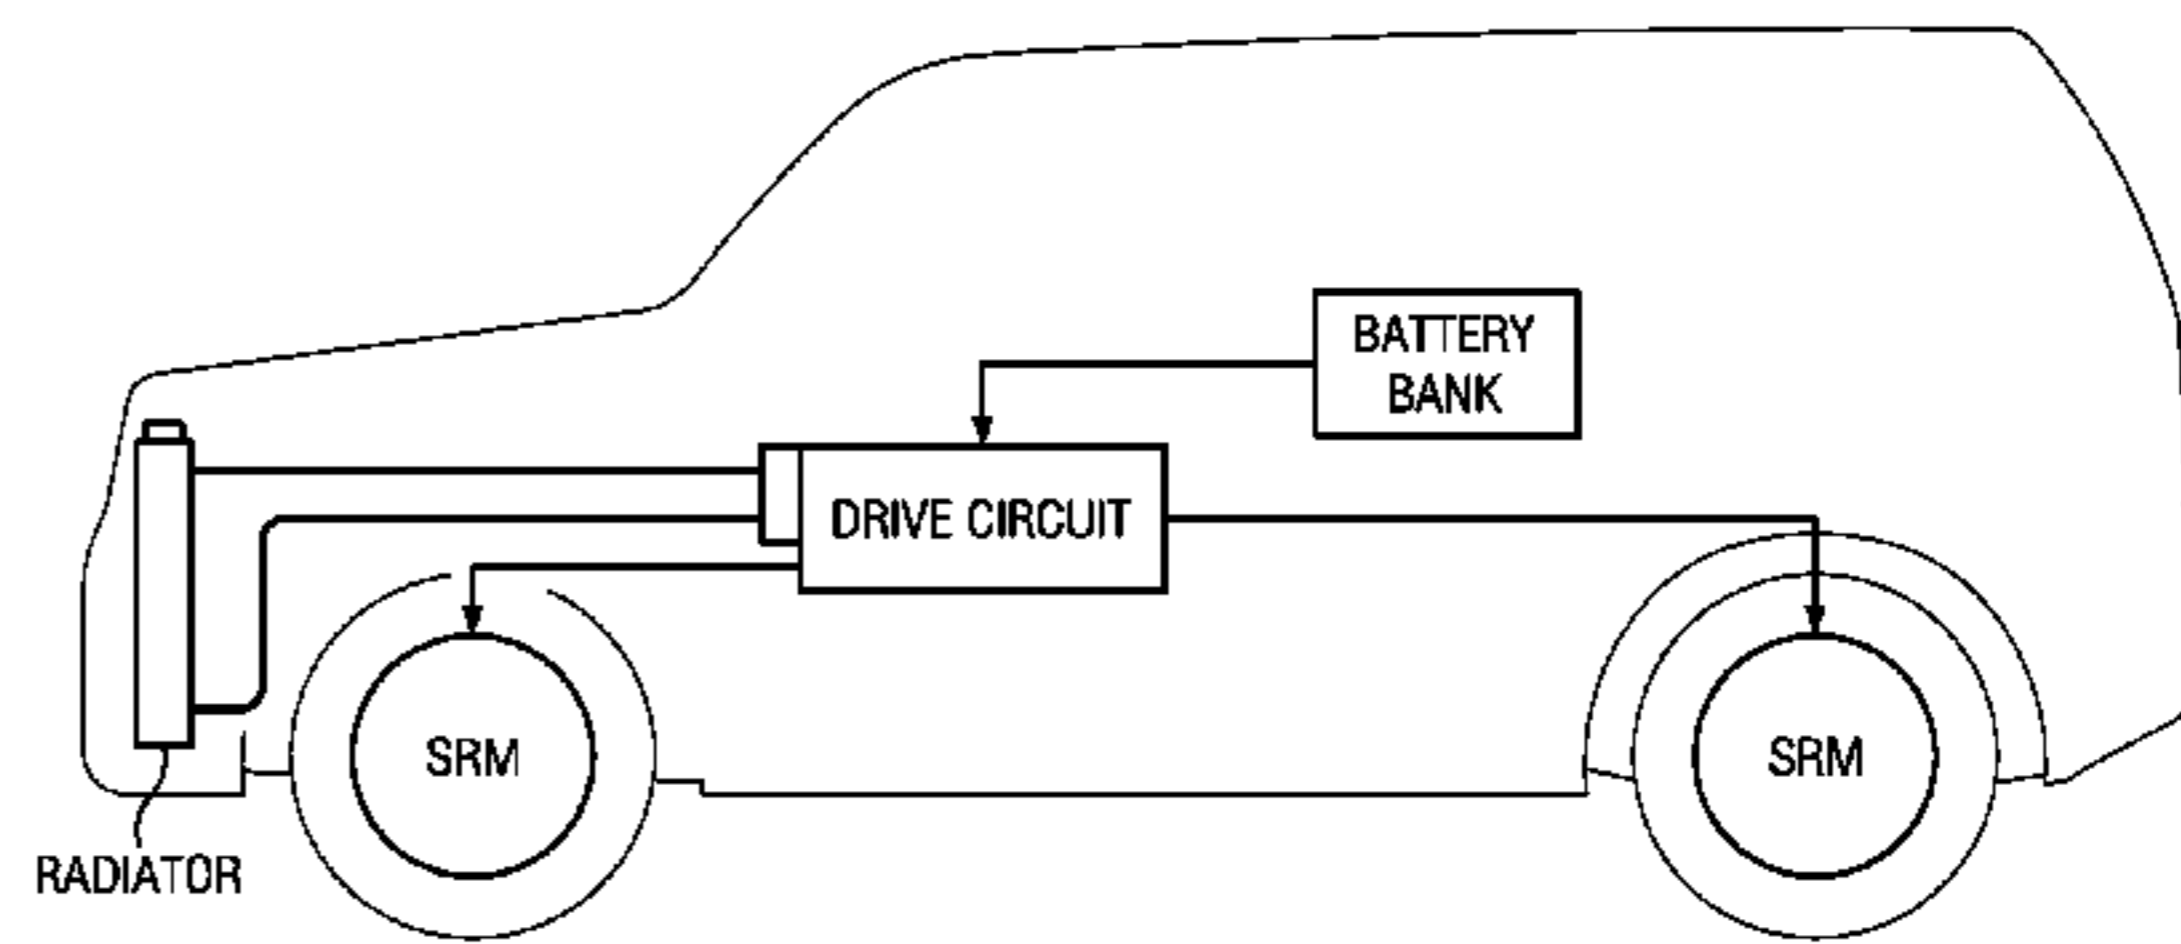 BATTERY
BANK
DRIVE CIRCUIT
SRM
SRM
RADIATOR